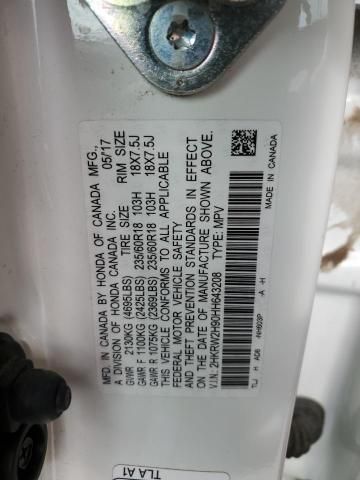 MFD. IN CANADA BY HONDA OF CANADA MFG.,
A DIVISION OF HONDA CANADA INC. 05/17
GVWR 2130KG (4695LBS) TIRE SIZE RIM SIZE
GAWR F 1100KG (2425LBS) 235/60R18 103H 18X7.5J
GAWR R 1075KG (2369LBS) 235/60R18 103H 18X7.5J
THIS VEHICLE CONFORMS TO ALL APPLICABLE
FEDERAL MOTOR VEHICLE SAFETY
AND THEFT PREVENTION STANDARDS IN EFFECT
ON THE DATE OF MANUFACTURE SHOWN ABOVE.
V.I.N. 2HKRW2H90HH643208 TYPE: MPV
TLJ H A08 -NH603P .A -H
MADE IN CANADA
TLA A1